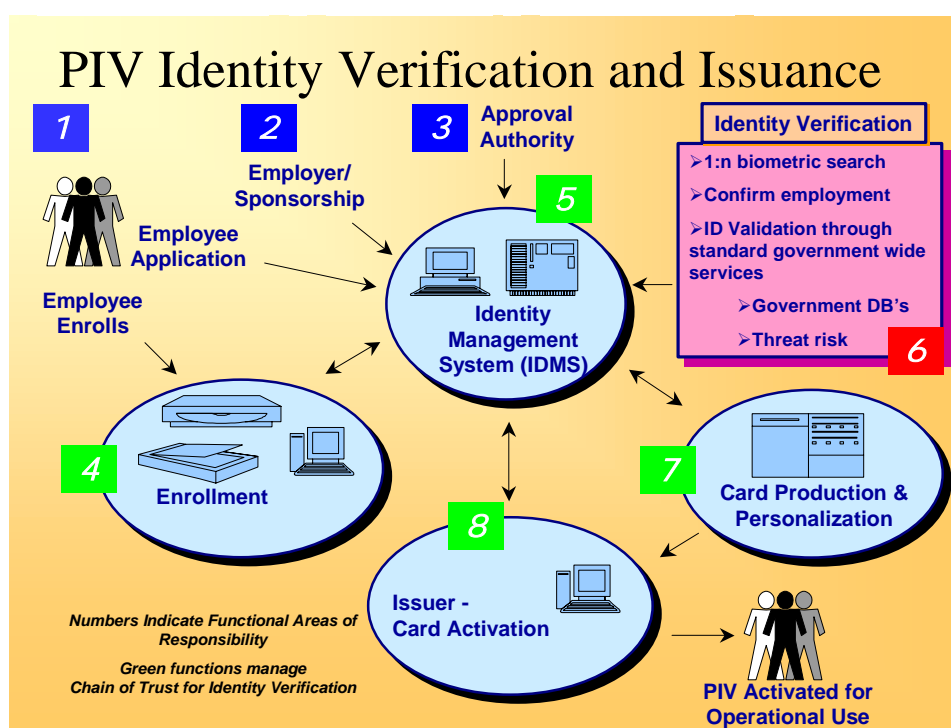 PIV Identity Verification and Issuance
1
2
3
Approval
Authority
Identity Verification
➢1:n biometric search
➢Confirm employment
➢ID Validation through
standard government wide
services
➢Government DB's
➢Threat risk
6
Employer/
Sponsorship
5
Employee
Application
Identity
Management
System (IDMS)
Employee
Enrolls
4
Enrollment
7
Card Production &
Personalization
8
Issuer -
Card Activation
Numbers Indicate Functional Areas of
Responsibility
Green functions manage
Chain of Trust for Identity Verification
PIV Activated for
Operational Use